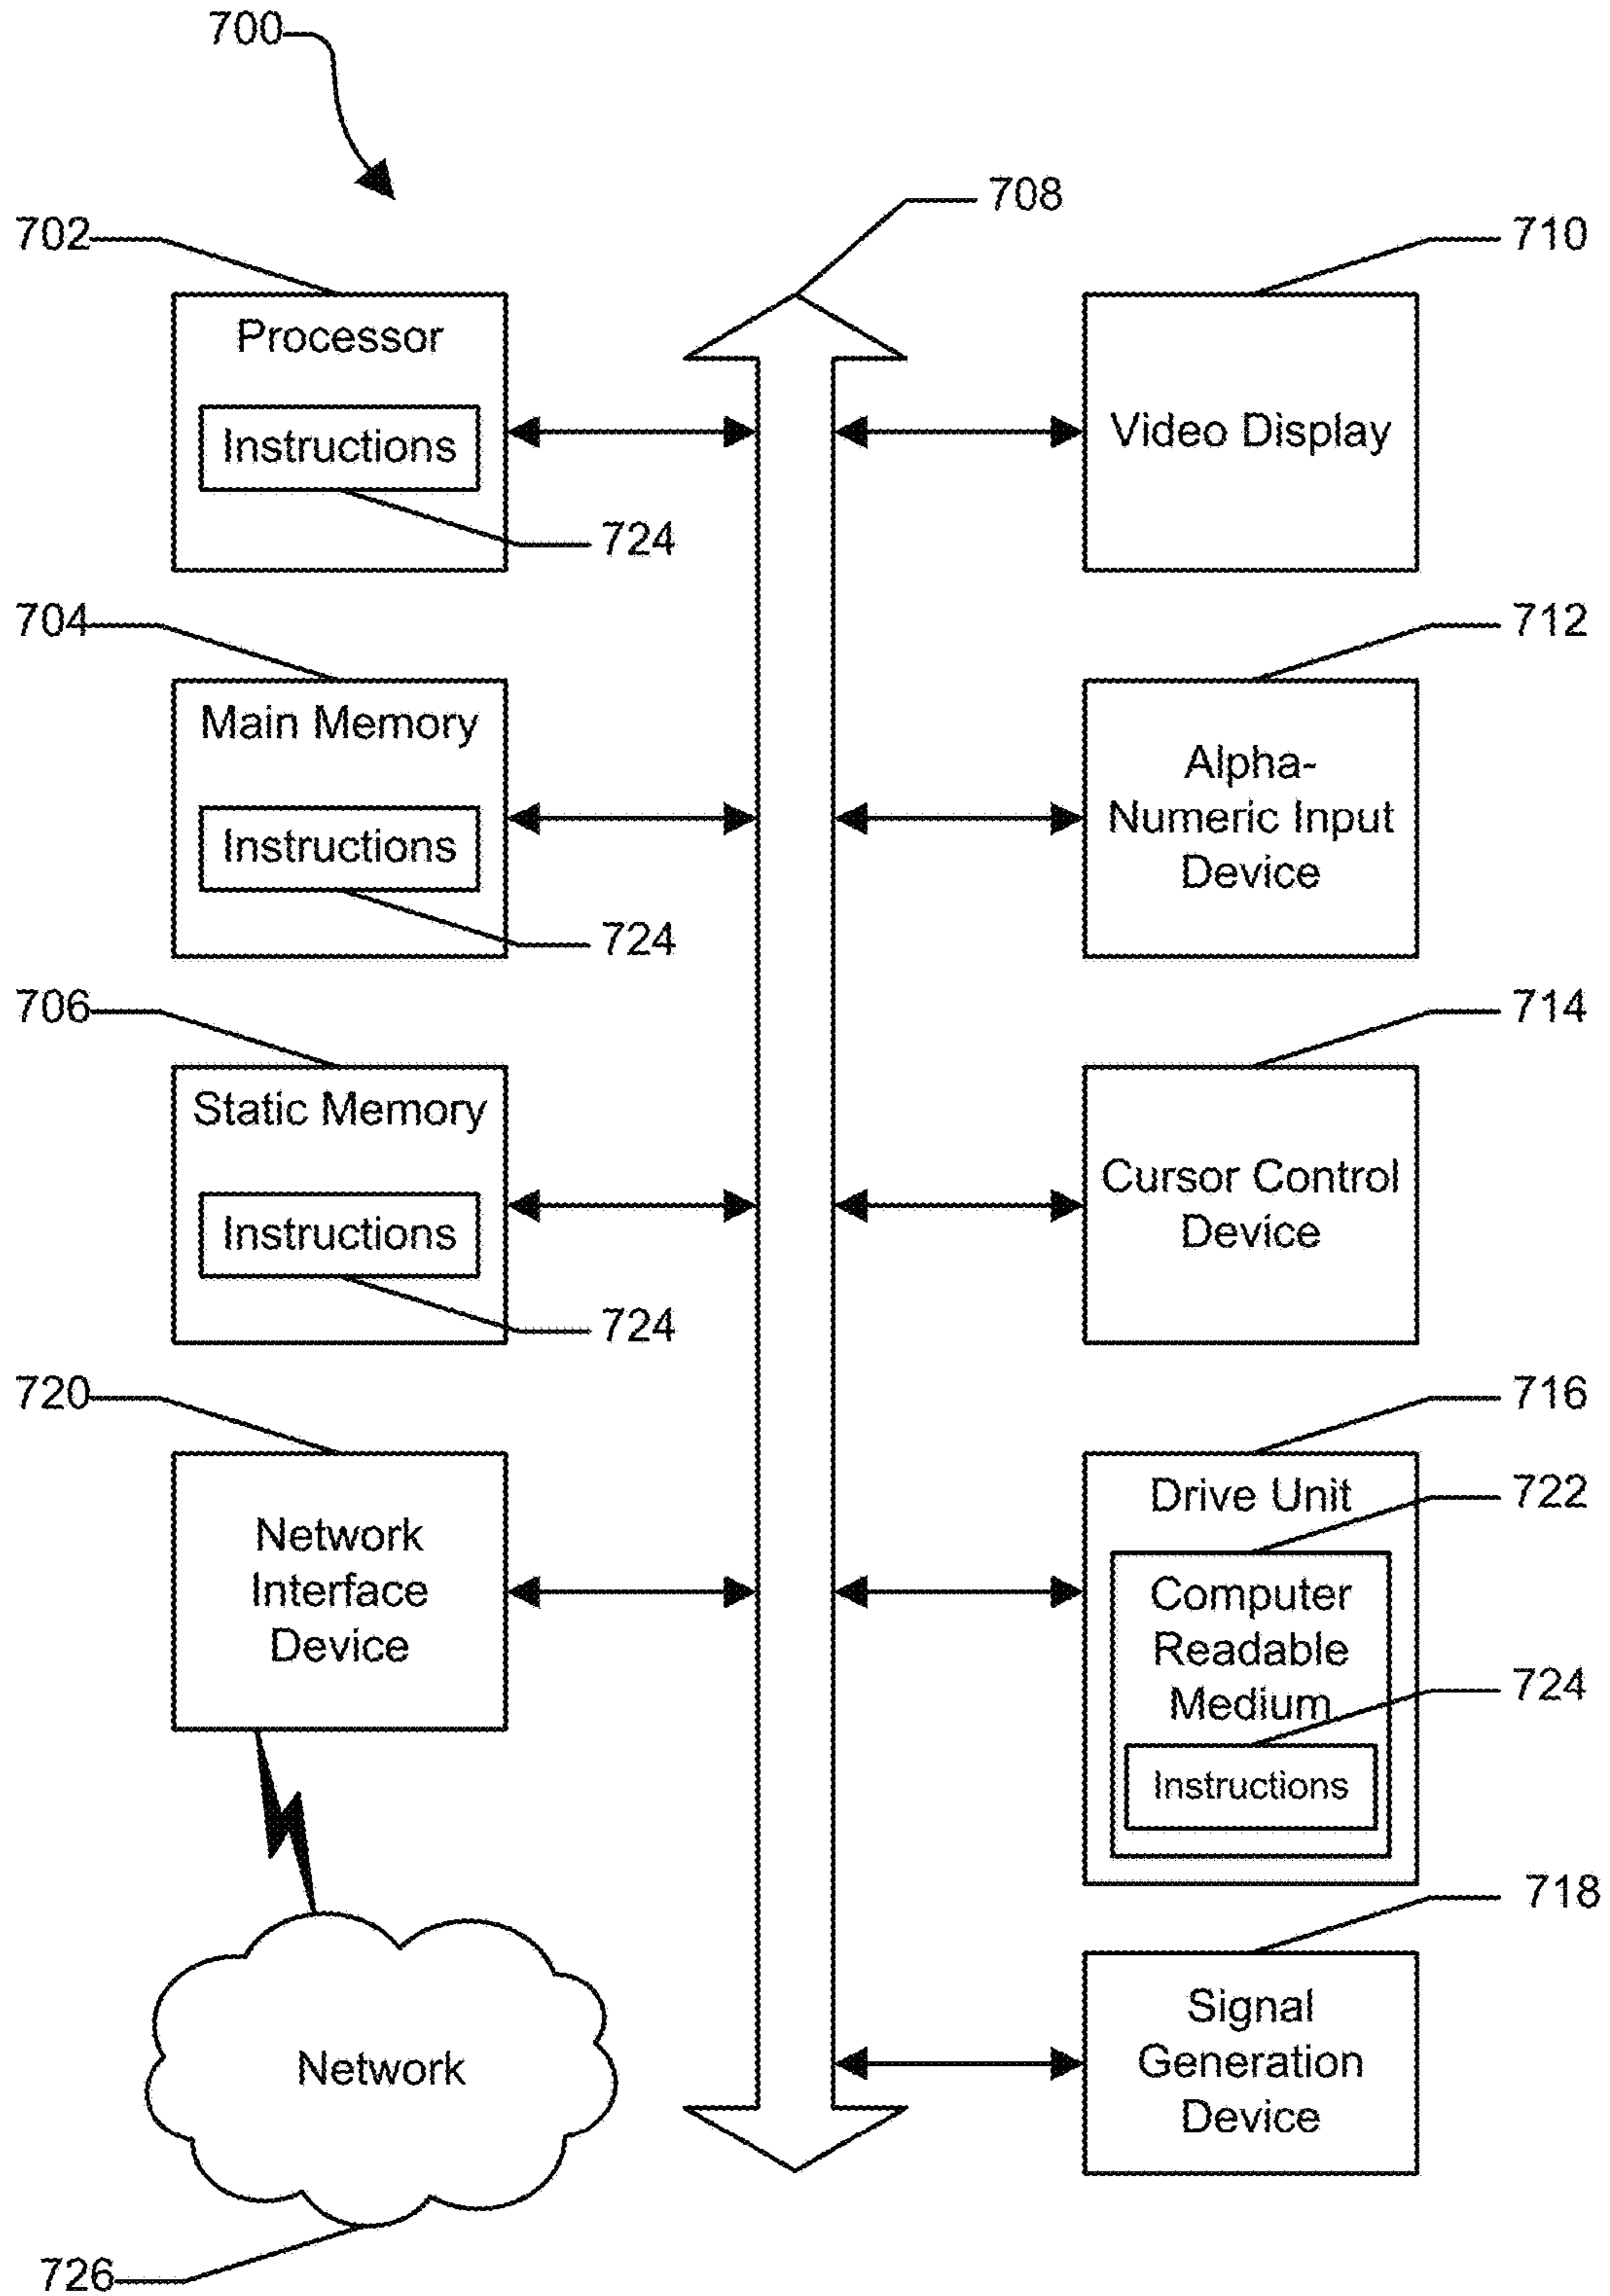 700
708
702
710
Processor
Instructions
724
Video Display
704
712
Main Memory
Instructions
724
Alpha-
Numeric Input
Device
706
714
Static Memory
Instructions
724
Cursor Control
Device
720
716
Network
Interface
Device
Drive Unit
722
Computer
Readable
Medium
724
Instructions
718
Signal
Generation
Device
Network
726